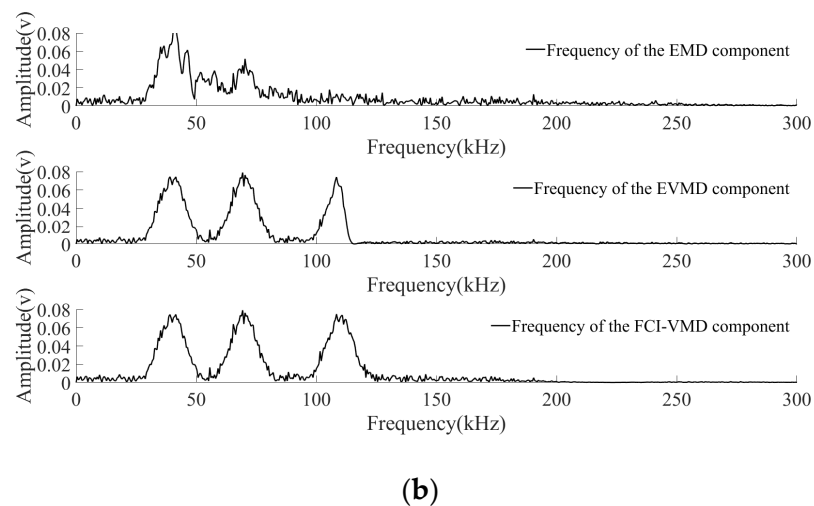 Amplitude(v)
0.08
0.06
0.04
0.02
0
Frequency of the EMD component
0 50 100 150 200 250 300
Frequency(kHz)
Amplitude(v)
0.08
0.06
0.04
0.02
0
Frequency of the EVMD component
0 50 100 150 200 250 300
Frequency(kHz)
Amplitude(v)
0.08
0.06
0.04
0.02
0
Frequency of the FCI-VMD component
0 50 100 150 200 250 300
Frequency(kHz)
(b)